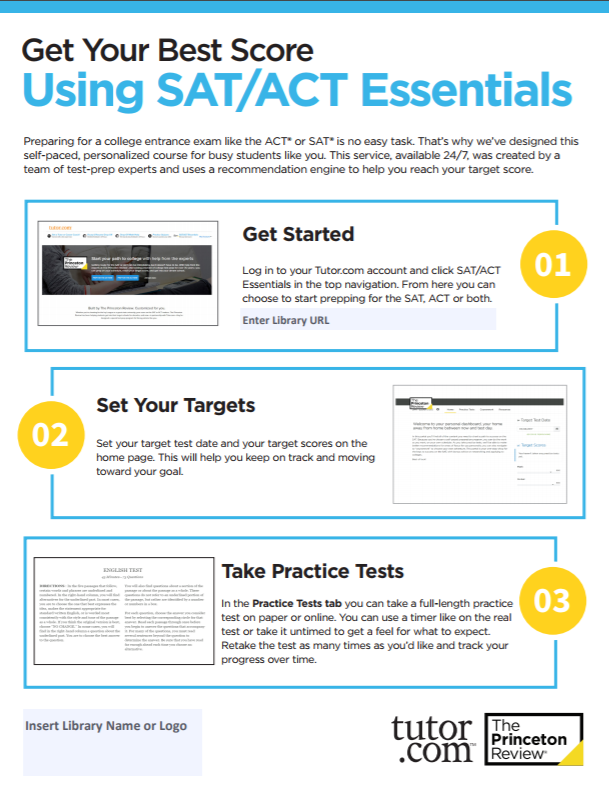 Get Your Best Score
Using SAT/ACT Essentials
Preparing for a college entrance exam like the ACT® or SAT® is no easy task. That's why we've designed this
self-paced, personalized course for busy students like you. This service, available 24/7, was created by a
team of test-prep experts and uses a recommendation engine to help you reach your target score.
Get Started
Log in to your Tutor.com account and click SAT/ACT
Essentials in the top navigation. From here you can
choose to start prepping for the SAT, ACT or both.
Enter Library URL
01
The
Princeton
Review
Start your path to college with help from the experts
Built by The Princeton Review. Customized for you.
02
Set Your Targets
Set your target test date and your target scores on the
home page. This will help you keep on track and moving
toward your goal.
The
Princeton
Review
Welcome to your personal dashboard, your home
away from home between now and test day.
Target Test Date
Target Scores
ENGLISH TEST
45 Minutes, 75 Questions
Take Practice Tests
In the Practice Tests tab you can take a full-length practice
test on paper or online. You can use a timer like on the real
test or take it untimed to get a feel for what to expect.
Retake the test as many times as you'd like and track your
progress over time.
03
Insert Library Name or Logo
tutor
.com™
The
Princeton
Review®